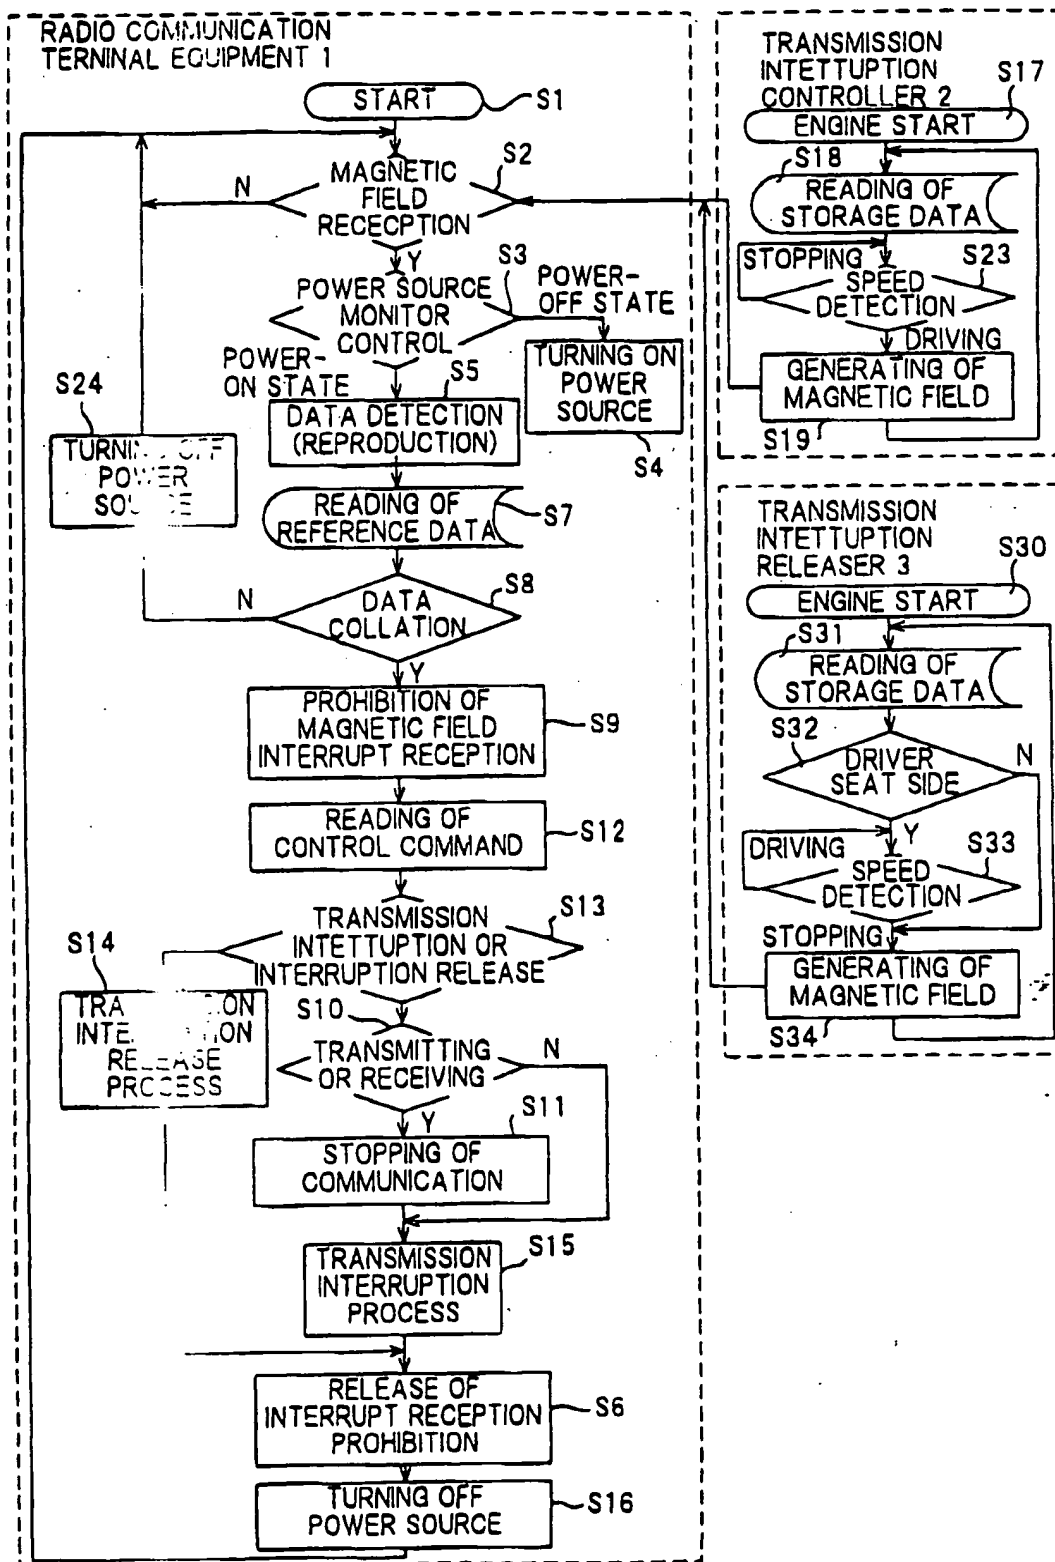 RADIO COMMUNICATION
TERNINAL EQUIPMENT 1
START
S1
MAGNETIC
FIELD
RECECPTION
S2
N
Y
POWER SOURCE
MONITOR
CONTROL
S3
POWER-
OFF STATE
POWER-
ON STATE
TURNING ON
POWER
SOURCE
S4
S5
DATA DETECTION
(REPRODUCTION)
S24
TURNING OFF
POWER
SOURCE
READING OF
REFERENCE DATA
S7
DATA
COLLATION
S8
N
Y
PROHIBITION OF
MAGNETIC FIELD
INTERRUPT RECEPTION
S9
READING OF
CONTROL COMMAND
S12
TRANSMISSION
INTETTUPTION OR
INTERRUPTION RELEASE
S13
S14
RELEASE
PROCESS
S10
TRANSMITTING
OR RECEIVING
N
Y
S11
STOPPING OF
COMMUNICATION
TRANSMISSION
INTERRUPTION
PROCESS
S15
RELEASE OF
INTERRUPT RECEPTION
PROHIBITION
S6
TURNING OFF
POWER SOURCE
S16
TRANSMISSION
INTETTUPTION
CONTROLLER 2
S17
ENGINE START
S18
READING OF
STORAGE DATA
STOPPING
S23
SPEED
DETECTION
DRIVING
GENERATING OF
MAGNETIC FIELD
S19
TRANSMISSION
INTETTUPTION
RELEASER 3
S30
ENGINE START
S31
READING OF
STORAGE DATA
S32
DRIVER
SEAT SIDE
N
Y
DRIVING
S33
SPEED
DETECTION
STOPPING
GENERATING OF
MAGNETIC FIELD
S34